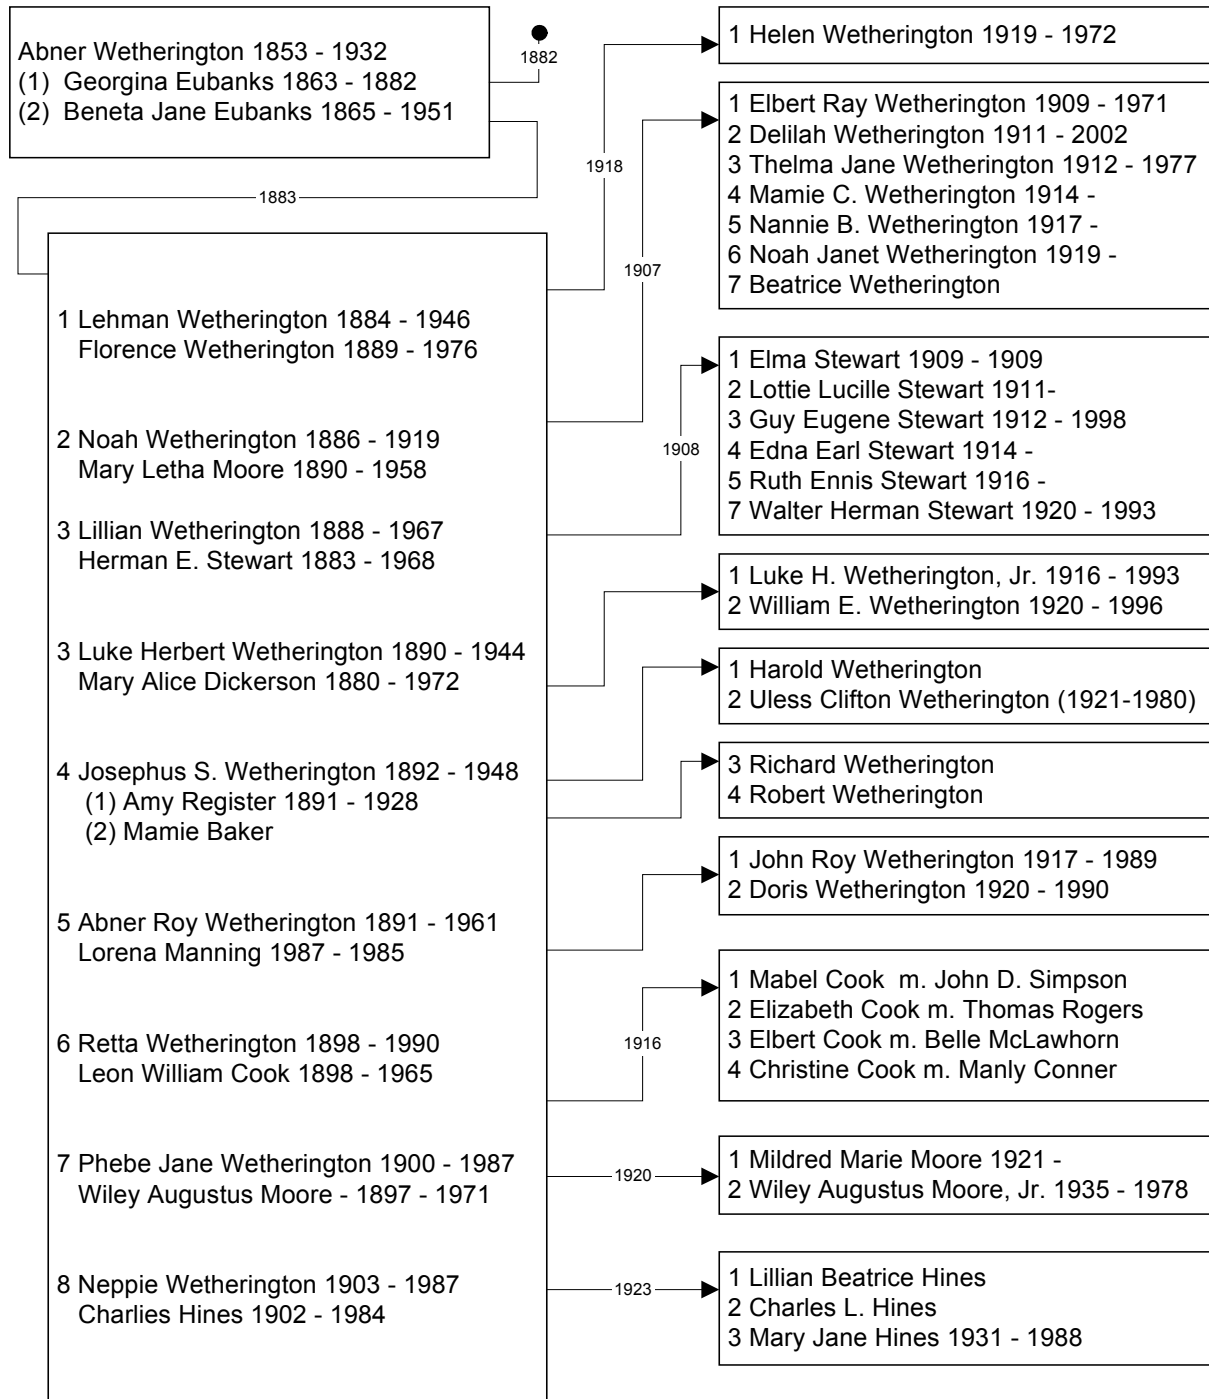 Abner Wetherington 1853 - 1932
(1) Georgina Eubanks 1863 - 1882
(2) Beneta Jane Eubanks 1865 - 1951
1882
1883
1 Lehman Wetherington 1884 - 1946
Florence Wetherington 1889 - 1976
2 Noah Wetherington 1886 - 1919
Mary Letha Moore 1890 - 1958
3 Lillian Wetherington 1888 - 1967
Herman E. Stewart 1883 - 1968
3 Luke Herbert Wetherington 1890 - 1944
Mary Alice Dickerson 1880 - 1972
4 Josephus S. Wetherington 1892 - 1948
(1) Amy Register 1891 - 1928
(2) Mamie Baker
5 Abner Roy Wetherington 1891 - 1961
Lorena Manning 1987 - 1985
6 Retta Wetherington 1898 - 1990
Leon William Cook 1898 - 1965
7 Phebe Jane Wetherington 1900 - 1987
Wiley Augustus Moore - 1897 - 1971
8 Neppie Wetherington 1903 - 1987
Charlies Hines 1902 - 1984
1918
1907
1908
1916
1920
1923
1 Helen Wetherington 1919 - 1972
1 Elbert Ray Wetherington 1909 - 1971
2 Delilah Wetherington 1911 - 2002
3 Thelma Jane Wetherington 1912 - 1977
4 Mamie C. Wetherington 1914 -
5 Nannie B. Wetherington 1917 -
6 Noah Janet Wetherington 1919 -
7 Beatrice Wetherington
1 Elma Stewart 1909 - 1909
2 Lottie Lucille Stewart 1911-
3 Guy Eugene Stewart 1912 - 1998
4 Edna Earl Stewart 1914 -
5 Ruth Ennis Stewart 1916 -
7 Walter Herman Stewart 1920 - 1993
1 Luke H. Wetherington, Jr. 1916 - 1993
2 William E. Wetherington 1920 - 1996
1 Harold Wetherington
2 Uless Clifton Wetherington (1921-1980)
3 Richard Wetherington
4 Robert Wetherington
1 John Roy Wetherington 1917 - 1989
2 Doris Wetherington 1920 - 1990
1 Mabel Cook m. John D. Simpson
2 Elizabeth Cook m. Thomas Rogers
3 Elbert Cook m. Belle McLawhorn
4 Christine Cook m. Manly Conner
1 Mildred Marie Moore 1921 -
2 Wiley Augustus Moore, Jr. 1935 - 1978
1 Lillian Beatrice Hines
2 Charles L. Hines
3 Mary Jane Hines 1931 - 1988